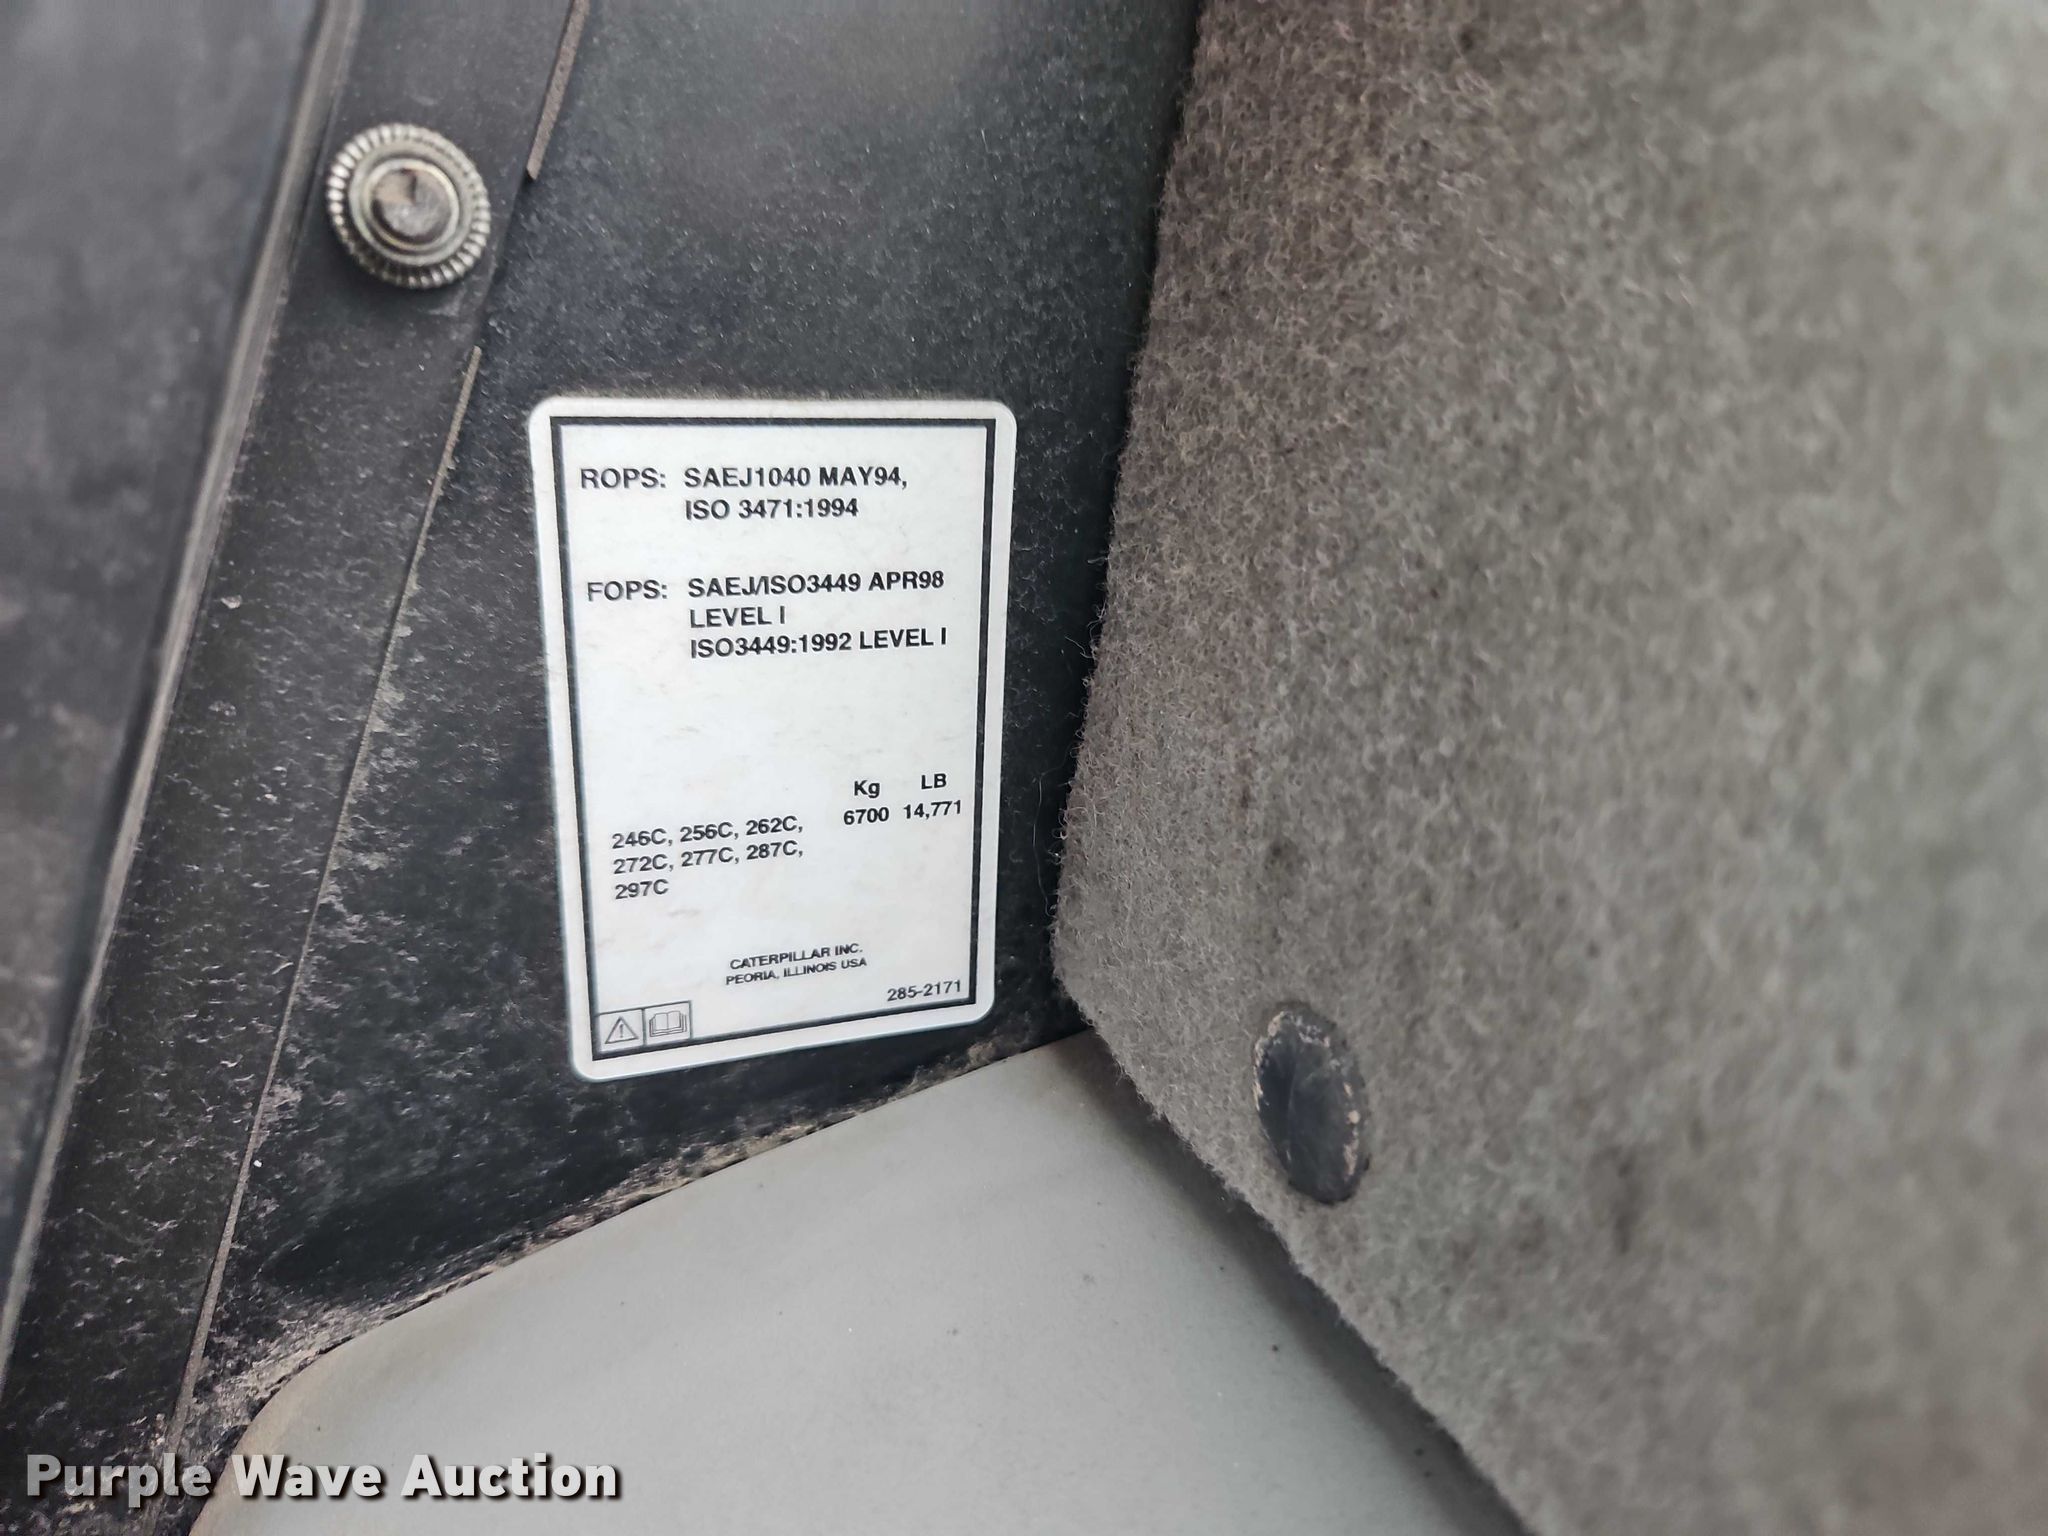 ROPS: SAEJ1040 MAY94,
ISO 3471:1994
FOPS: SAEJ/ISO3449 APR98
LEVEL I
ISO3449:1992 LEVEL I
Kg LB
246C, 256C, 262C, 6700 14,771
272C, 277C, 287C,
297C
CATERPILLAR INC.
PEORIA, ILLINOIS USA
285-2171
Purple Wave Auction